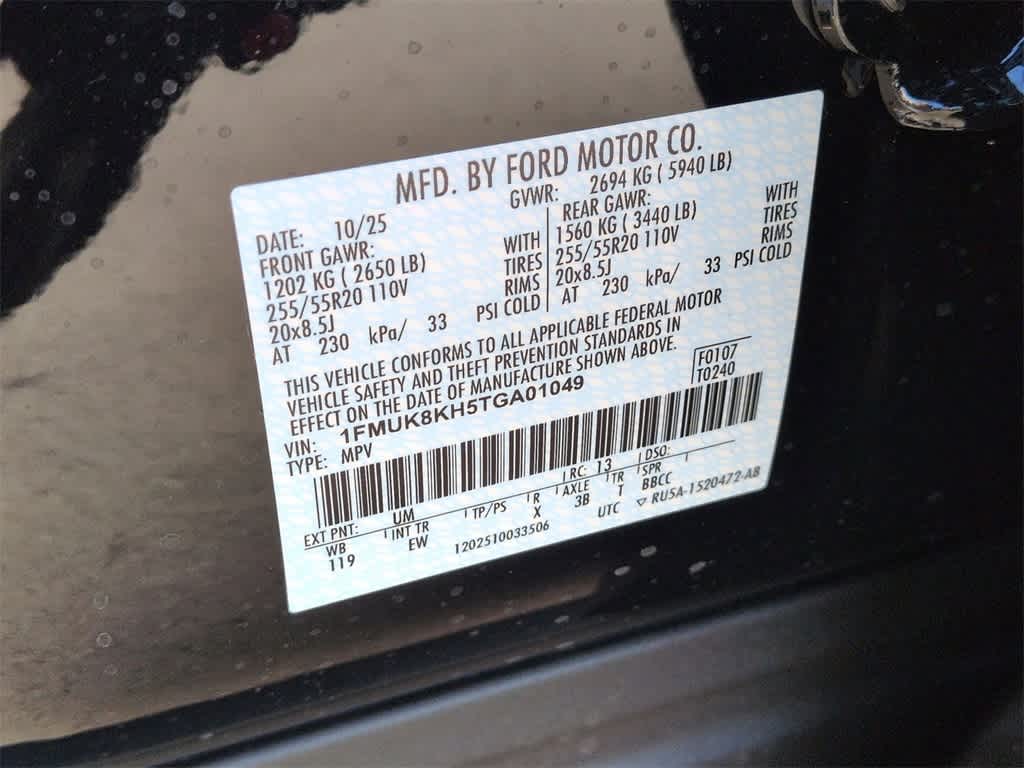 MFD. BY FORD MOTOR CO.
DATE: 10/25 GVWR: 2694 KG ( 5940 LB)
FRONT GAWR:
1202 KG ( 2650 LB) WITH
255/55R20 110V TIRES
20x8.5J RIMS
AT 230 kPa/ 33 PSI COLD
REAR GAWR:
1560 KG ( 3440 LB) WITH
255/55R20 110V TIRES
20x8.5J RIMS
AT 230 kPa/ 33 PSI COLD
THIS VEHICLE CONFORMS TO ALL APPLICABLE FEDERAL MOTOR
VEHICLE SAFETY AND THEFT PREVENTION STANDARDS IN
EFFECT ON THE DATE OF MANUFACTURE SHOWN ABOVE.
VIN: 1FMUK8KH5TGA01049
TYPE: MPV
F0107
T0240
EXT PNT: UM RC: 13 DSO:
WB INT TR TP/PS R AXLE TR SPR
119 EW X 3B T BBCC
1202510033506 UTC ▽ RU5A-1520472-AB